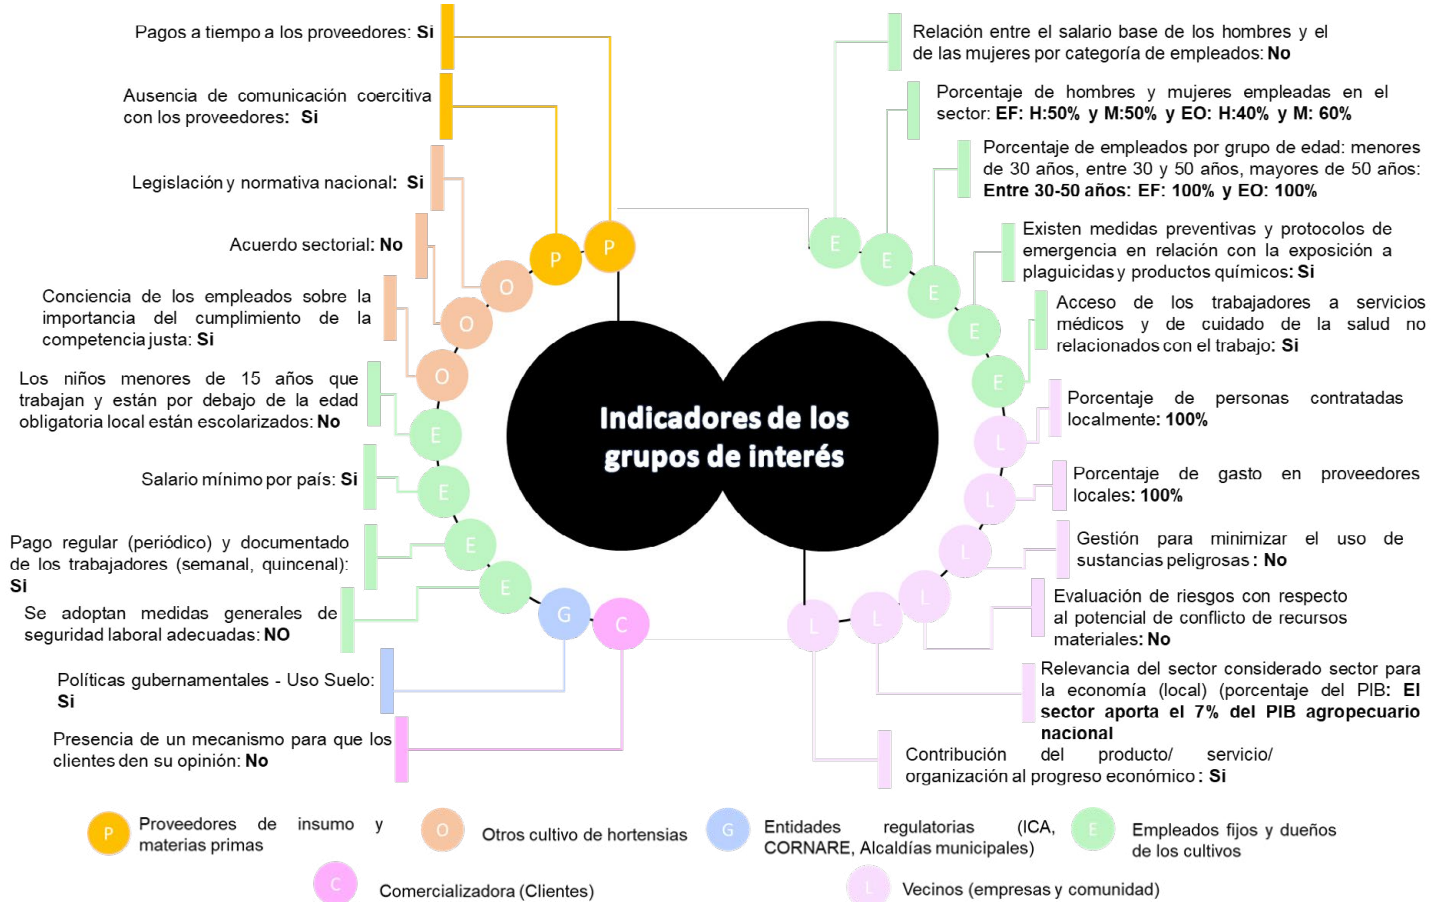 Pagos a tiempo a los proveedores: Si
Ausencia de comunicación coercitiva
con los proveedores: Si
Legislación y normativa nacional: Si
Acuerdo sectorial: No
Conciencia de los empleados sobre la
importancia del cumplimiento de la
competencia justa: Si
Los niños menores de 15 años que
trabajan y están por debajo de la edad
obligatoria local están escolarizados: No
Salario mínimo por país: Si
Pago regular (periódico) y documentado
de los trabajadores (semanal, quincenal):
Si
Se adoptan medidas generales de
seguridad laboral adecuadas: NO
Políticas gubernamentales - Uso Suelo:
Si
Presencia de un mecanismo para que los
clientes den su opinión: No
P
P
O
O
O
E
E
E
E
G
C
Indicadores de los
grupos de interés
E
E
E
E
E
L
L
L
L
L
L
Relación entre el salario base de los hombres y el
de las mujeres por categoría de empleados: No
Porcentaje de hombres y mujeres empleadas en el
sector: EF: H:50% y M:50% y EO: H:40% y M: 60%
Porcentaje de empleados por grupo de edad: menores
de 30 años, entre 30 y 50 años, mayores de 50 años:
Entre 30-50 años: EF: 100% y EO: 100%
Existen medidas preventivas y protocolos de
emergencia en relación con la exposición a
plaguicidas y productos químicos: Si
Acceso de los trabajadores a servicios
médicos y de cuidado de la salud no
relacionados con el trabajo: Si
Porcentaje de personas contratadas
localmente: 100%
Porcentaje de gasto en proveedores
locales: 100%
Gestión para minimizar el uso de
sustancias peligrosas : No
Evaluación de riesgos con respecto
al potencial de conflicto de recursos
materiales: No
Relevancia del sector considerado sector para
la economía (local) (porcentaje del PIB: El
sector aporta el 7% del PIB agropecuario
nacional
Contribución del producto/ servicio/
organización al progreso económico : Si
P
Proveedores de insumo y
materias primas
O
Otros cultivo de hortensias
G
Entidades regulatorias (ICA,
CORNARE, Alcaldías municipales)
E
Empleados fijos y dueños
de los cultivos
C
Comercializadora (Clientes)
L
Vecinos (empresas y comunidad)